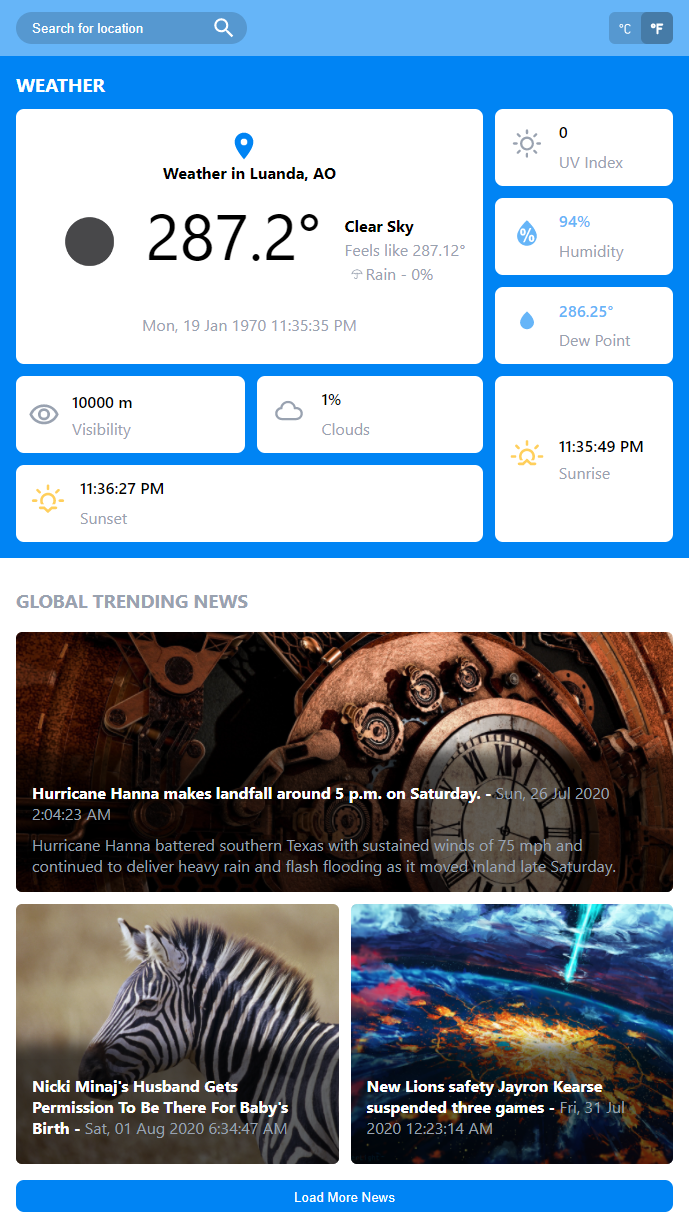 Search for location
°C
°F
WEATHER
Weather in Luanda, AO
287.2°
Clear Sky
Feels like 287.12°
Rain - 0%
Mon, 19 Jan 1970 11:35:35 PM
0
UV Index
%
94%
Humidity
286.25°
Dew Point
10000 m
Visibility
1%
Clouds
11:35:49 PM
Sunrise
11:36:27 PM
Sunset
GLOBAL TRENDING NEWS
Hurricane Hanna makes landfall around 5 p.m. on Saturday. - Sun, 26 Jul 2020
2:04:23 AM
Hurricane Hanna battered southern Texas with sustained winds of 75 mph and
continued to deliver heavy rain and flash flooding as it moved inland late Saturday.
Nicki Minaj's Husband Gets
Permission To Be There For Baby's
Birth - Sat, 01 Aug 2020 6:34:47 AM
New Lions safety Jayron Kearse
suspended three games - Fri, 31 Jul
2020 12:23:14 AM
Load More News